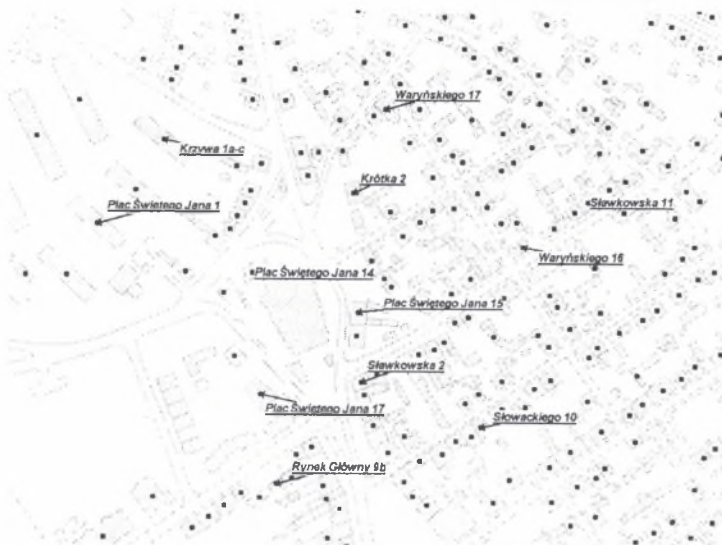 Waryńskiego 17
Krzywa 1a-c
Krótka 2
Plac Świętego Jana 1
Sławkowska 11
Waryńskiego 16
Plac Świętego Jana 14
Plac Świętego Jana 15
Sławkowska 2
Plac Świętego Jana 17
Słowackiego 10
Rynek Główny 9b